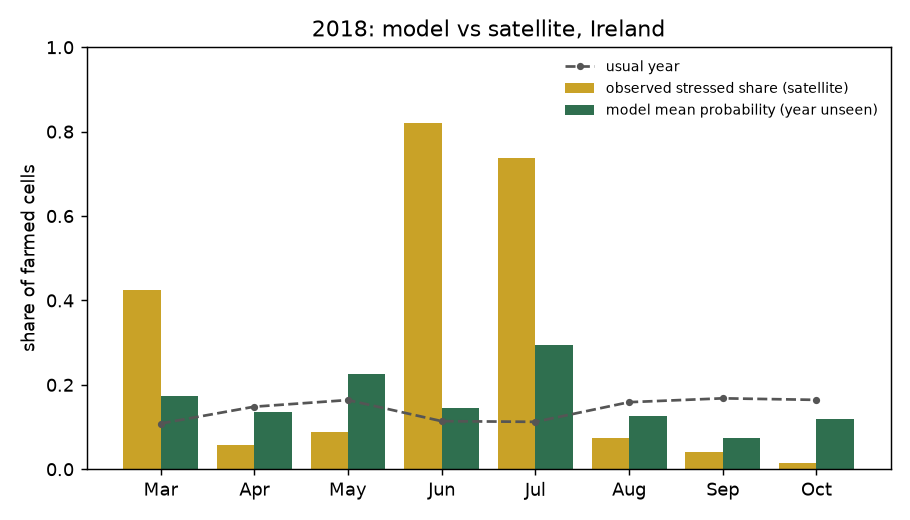 2018: model vs satellite, Ireland
usual year
observed stressed share (satellite)
model mean probability (year unseen)
share of farmed cells
1.0
0.8
0.6
0.4
0.2
0.0
Mar Apr May Jun Jul Aug Sep Oct